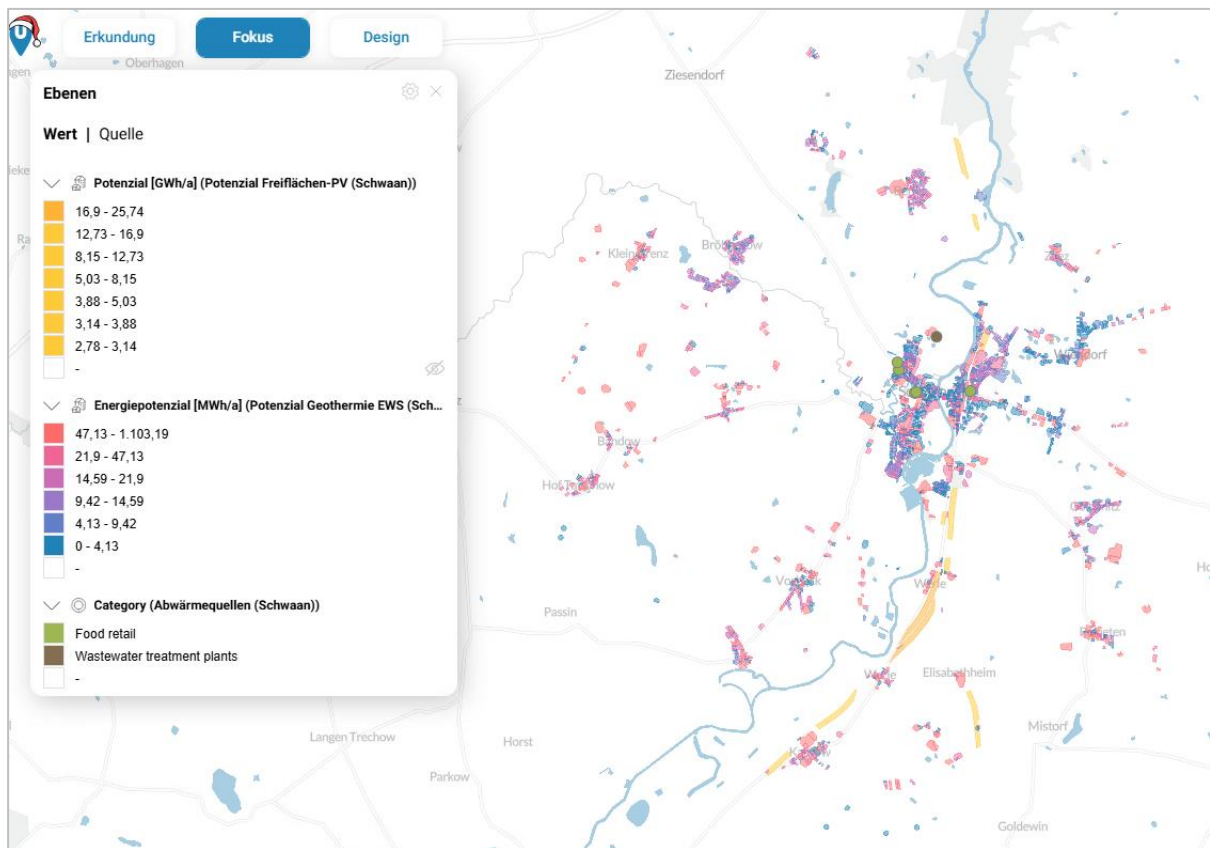 U
Erkundung
Fokus
Design
Oberhagen
Ebenen
Wert | Quelle
Potenzial [GWh/a] (Potenzial Freiflächen-PV (Schwaan))
16,9 - 25,74
12,73 - 16,9
8,15 - 12,73
5,03 - 8,15
3,88 - 5,03
3,14 - 3,88
2,78 - 3,14
-
Energiepotenzial [MWh/a] (Potenzial Geothermie EWS (Sch...
47,13 - 1.103,19
21,9 - 47,13
14,59 - 21,9
9,42 - 14,59
4,13 - 9,42
0 - 4,13
-
Category (Abwärmequellen (Schwaan))
Food retail
Wastewater treatment plants
-
Ziesendorf
Wiendorf
Passin
Elisabethheim
Langen Trechow
Horst
Mistorf
Parkow
Goldewin